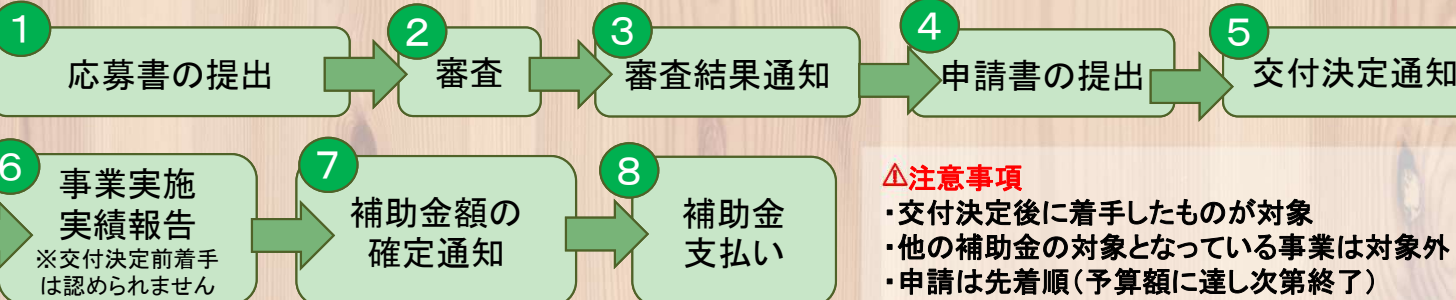 1
応募書の提出
2
審査
3
審査結果通知
4
申請書の提出
5
交付決定通知
6
事業実施
実績報告
※交付決定前着手
は認められません
7
補助金額の
確定通知
8
補助金
支払い
⚠注意事項
・交付決定後に着手したものが対象
・他の補助金の対象となっている事業は対象外
・申請は先着順(予算額に達し次第終了)